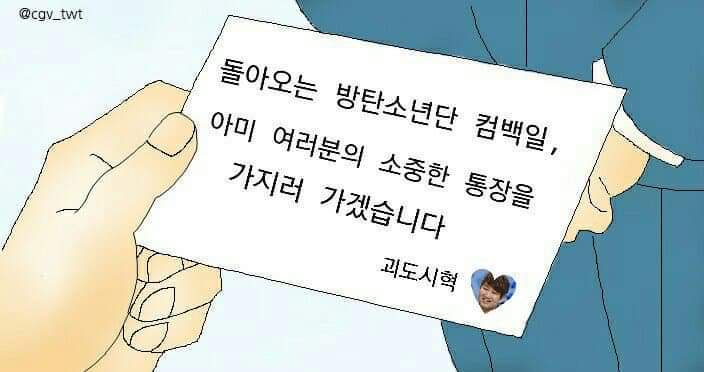 @cgv_twt
돌아오는 방탄소년단 컴백일,
아미 여러분의 소중한 통장을
가지러 가겠습니다
괴도시혁